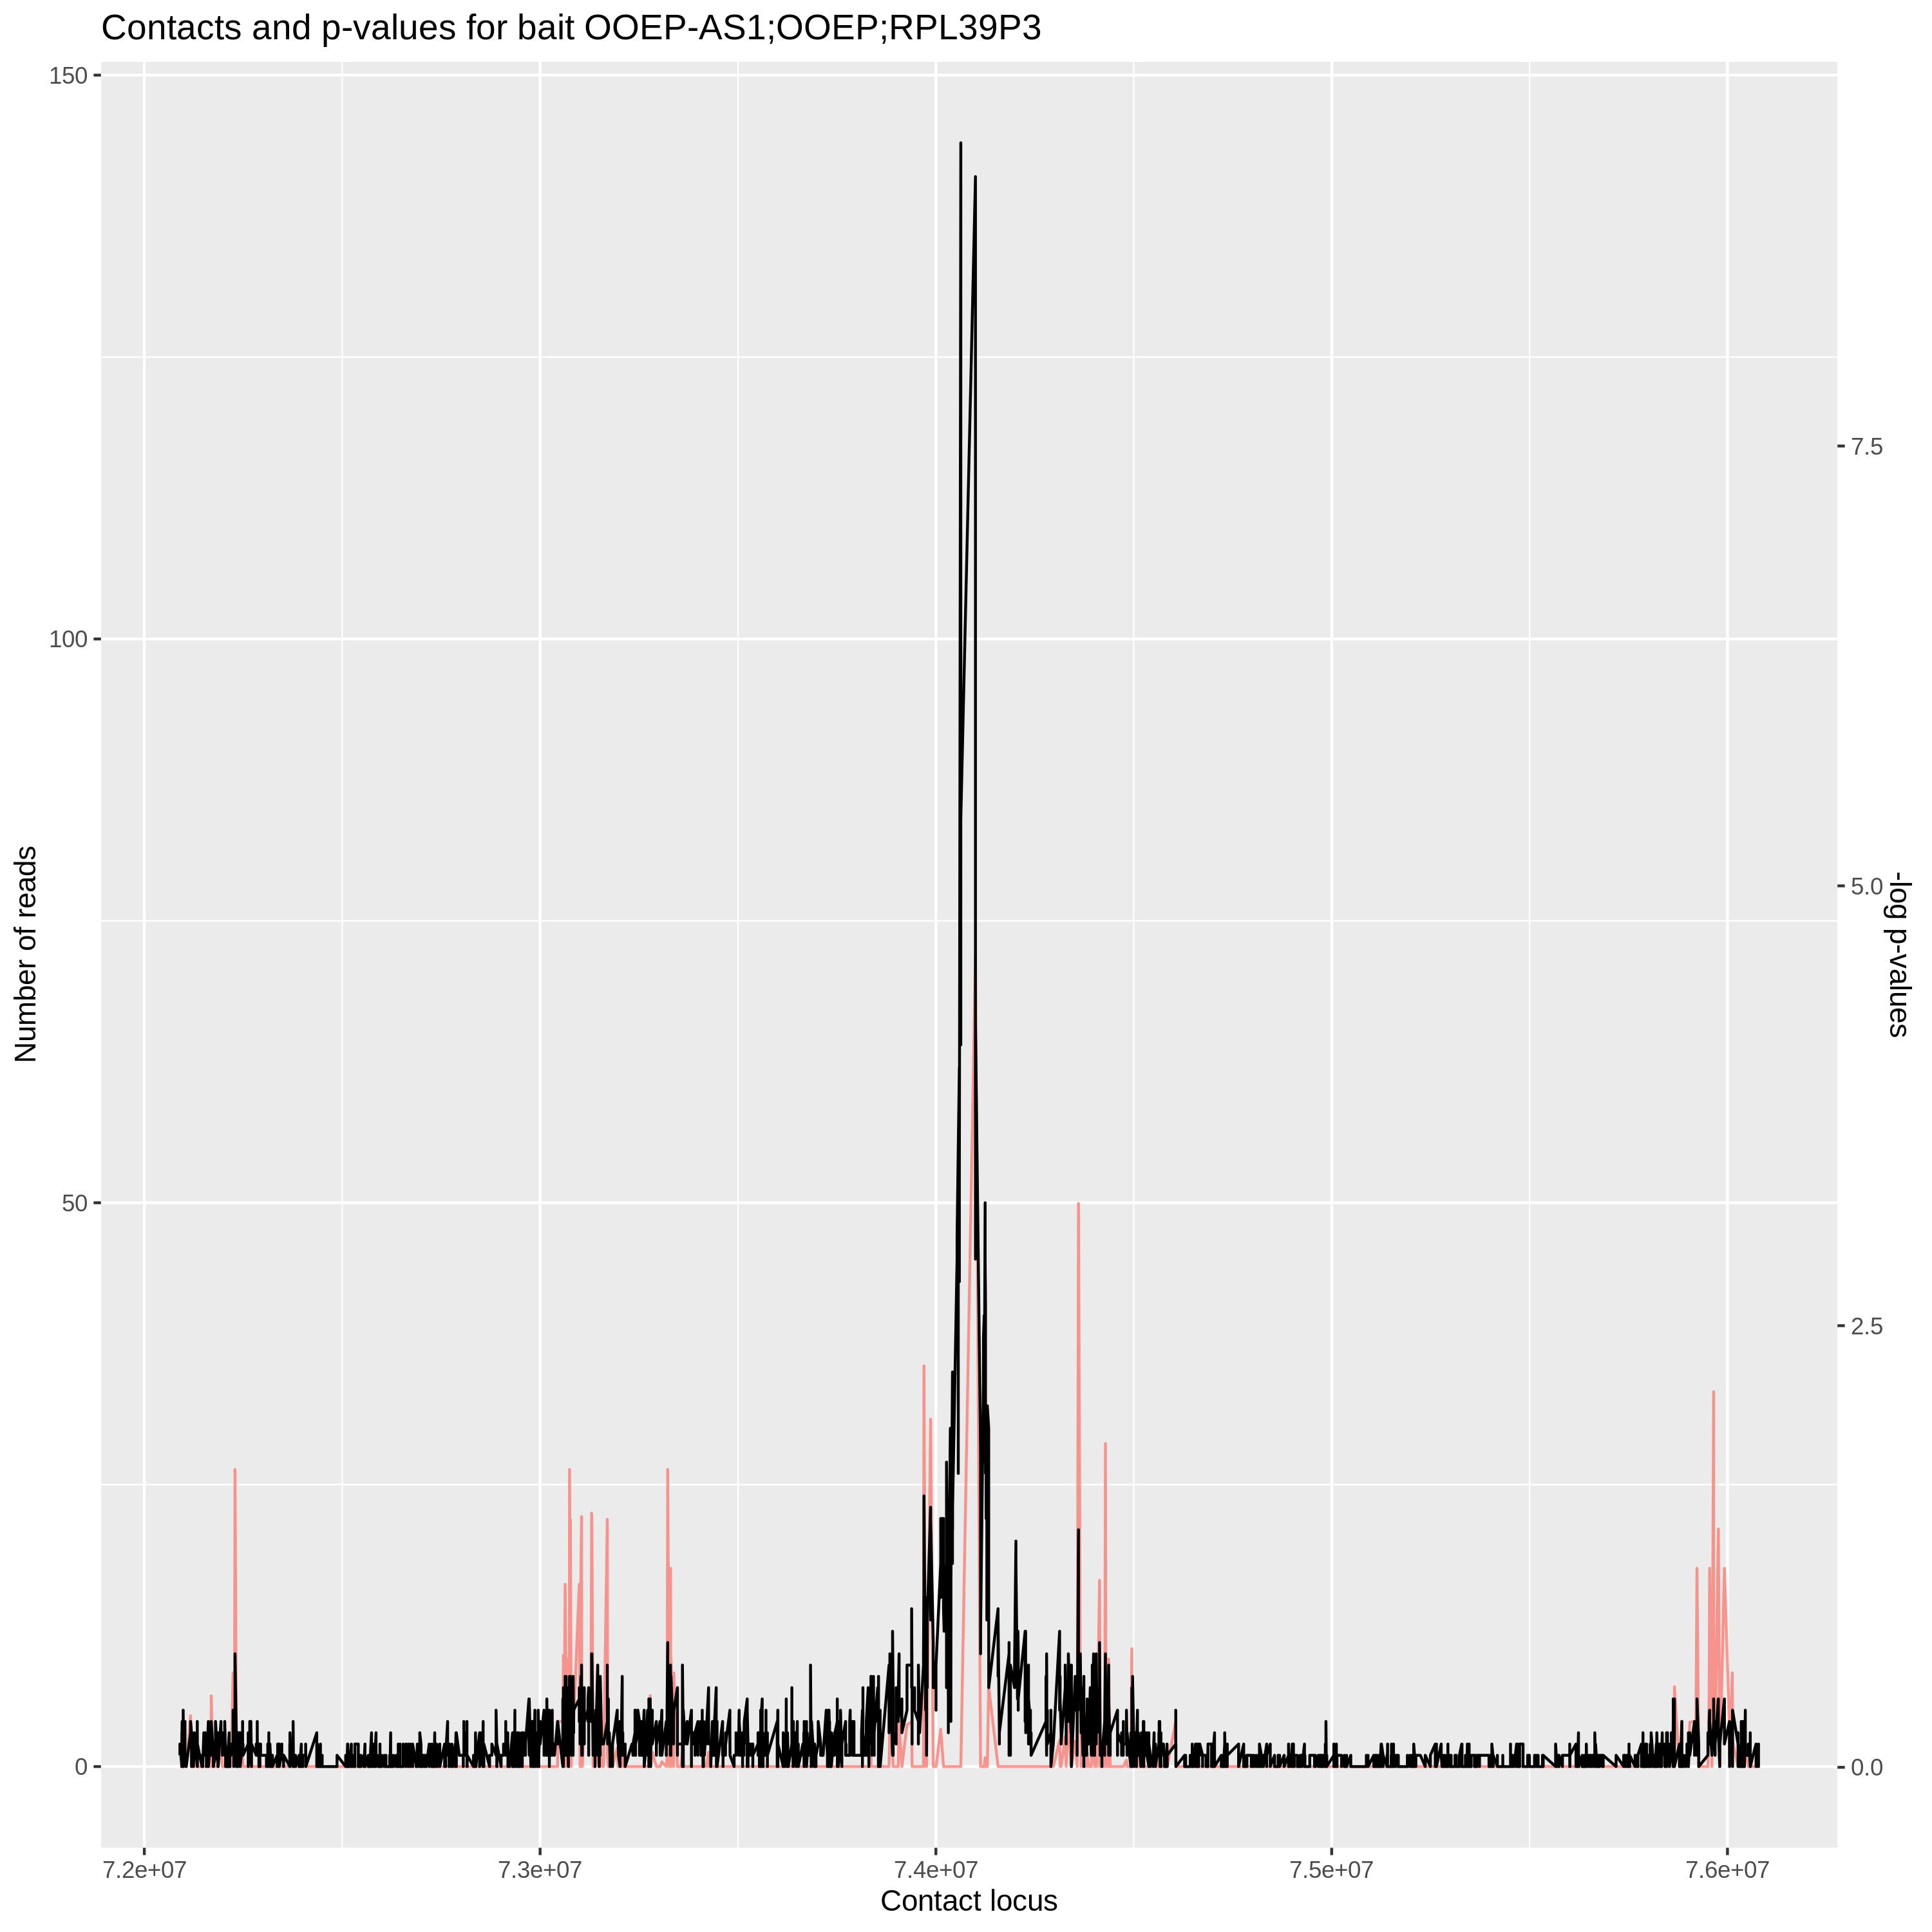 Contacts and p-values for bait OOEP-AS1;OOEP;RPL39P3
150
100
50
0
Number of reads
7.5
5.0
2.5
0.0
-log p-values
7.2e+07 7.3e+07 7.4e+07 7.5e+07 7.6e+07
Contact locus